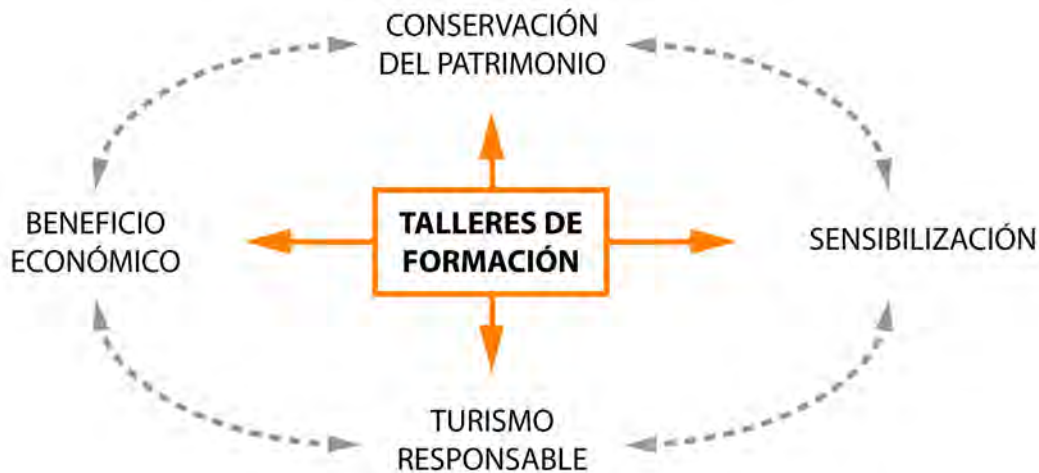 CONSERVACIÓN
DEL PATRIMONIO
BENEFICIO
ECONÓMICO
TALLERES DE
FORMACIÓN
SENSIBILIZACIÓN
TURISMO
RESPONSABLE